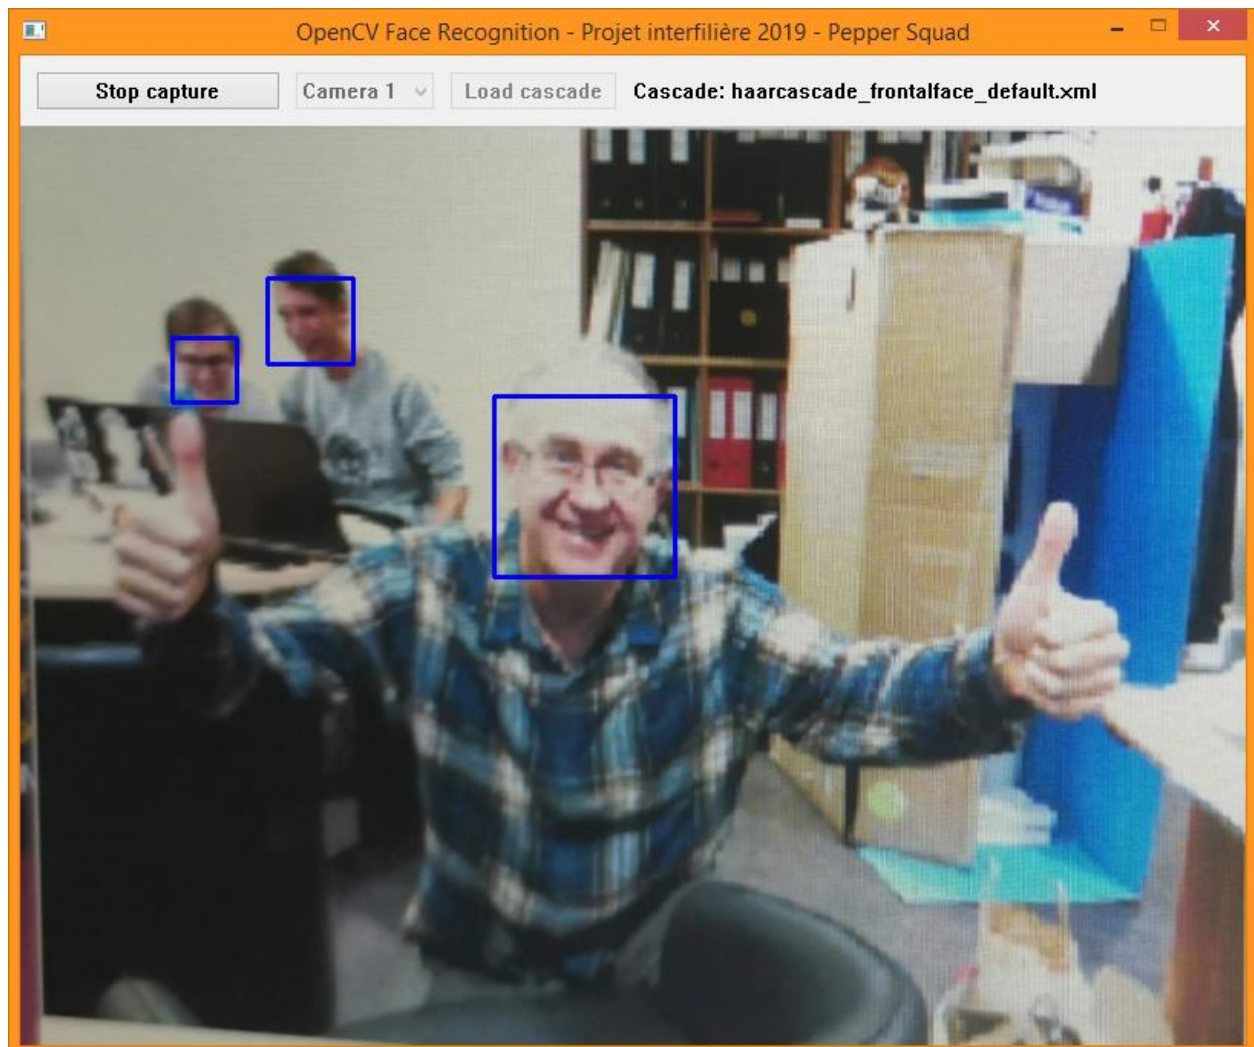 OpenCV Face Recognition - Projet interfilière 2019 - Pepper Squad
Stop capture
Camera 1
Load cascade
Cascade: haarcascade_frontalface_default.xml